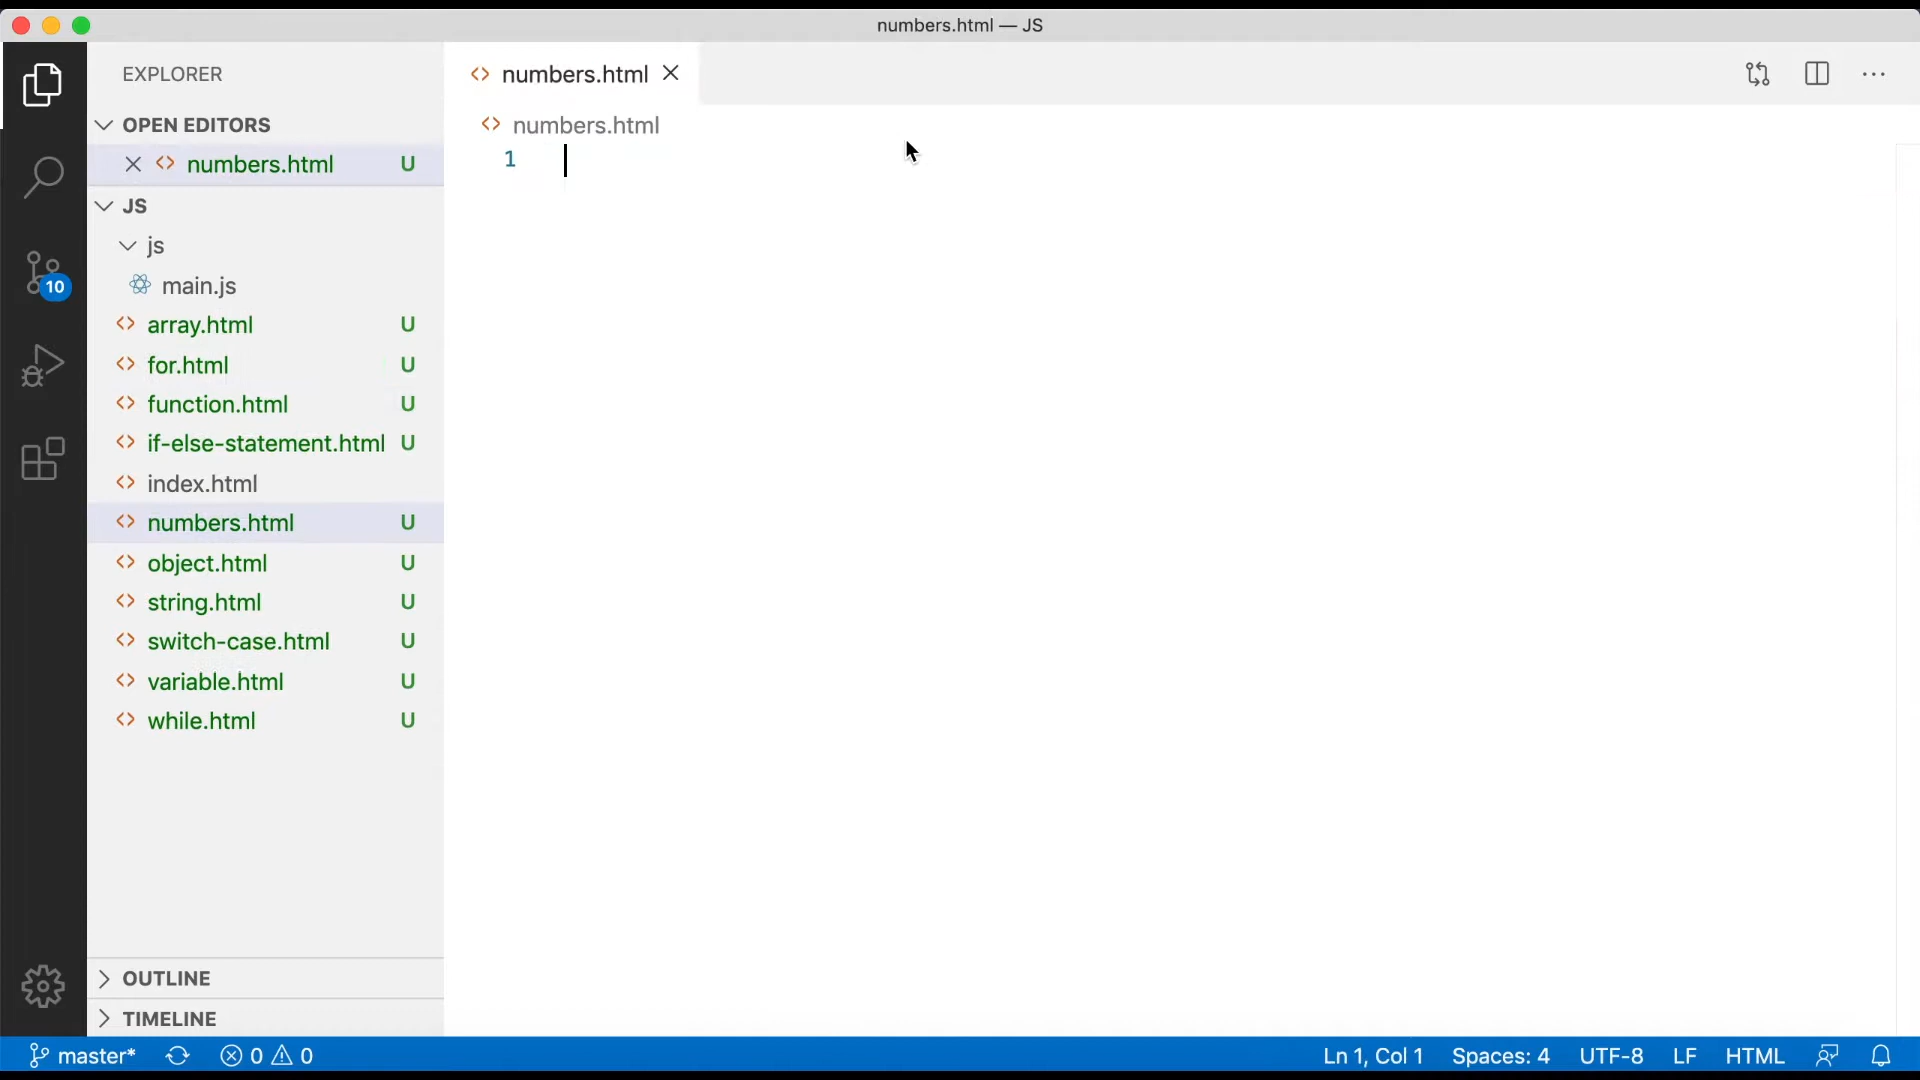 numbers.html — JS
EXPLORER
OPEN EDITORS
numbers.html U
JS
js
main.js
array.html U
for.html U
function.html U
if-else-statement.html U
index.html
numbers.html U
object.html U
string.html U
switch-case.html U
variable.html U
while.html U
OUTLINE
TIMELINE
10
numbers.html
numbers.html
1
master* 0 0
Ln 1, Col 1 Spaces: 4 UTF-8 LF HTML